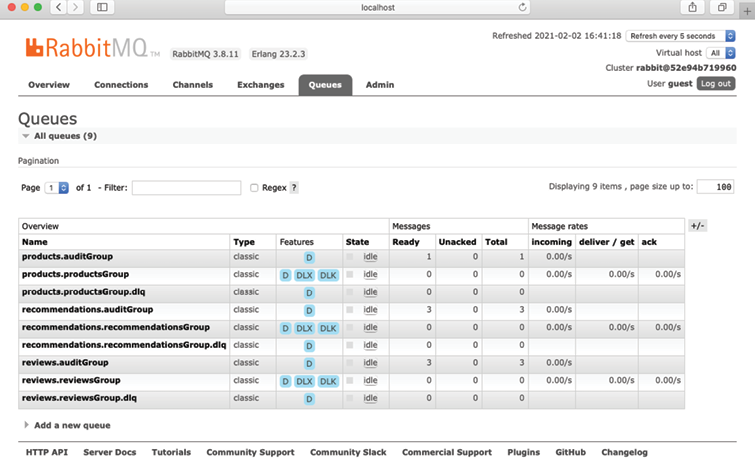 localhost
RabbitMQ TM RabbitMQ 3.8.11 Erlang 23.2.3
Refreshed 2021-02-02 16:41:18 Refresh every 5 seconds
Virtual host All
Cluster rabbit@52e94b719960
User guest Log out
Overview Connections Channels Exchanges Queues Admin
Queues
All queues (9)
Pagination
Page 1 of 1 - Filter: Regex ? Displaying 9 items , page size up to: 100
Overview Messages Message rates +/-
Name Type Features State Ready Unacked Total incoming deliver / get ack
products.auditGroup classic D idle 1 0 1 0.00/s
products.productsGroup classic D DLX DLK idle 0 0 0 0.00/s 0.00/s 0.00/s
products.productsGroup.dlq classic D idle 0 0 0
recommendations.auditGroup classic D idle 3 0 3 0.00/s
recommendations.recommendationsGroup classic D DLX DLK idle 0 0 0 0.00/s 0.00/s 0.00/s
recommendations.recommendationsGroup.dlq classic D idle 0 0 0
reviews.auditGroup classic D idle 3 0 3 0.00/s
reviews.reviewsGroup classic D DLX DLK idle 0 0 0 0.00/s 0.00/s 0.00/s
reviews.reviewsGroup.dlq classic D idle 0 0 0
Add a new queue
HTTP API Server Docs Tutorials Community Support Community Slack Commercial Support Plugins GitHub Changelog